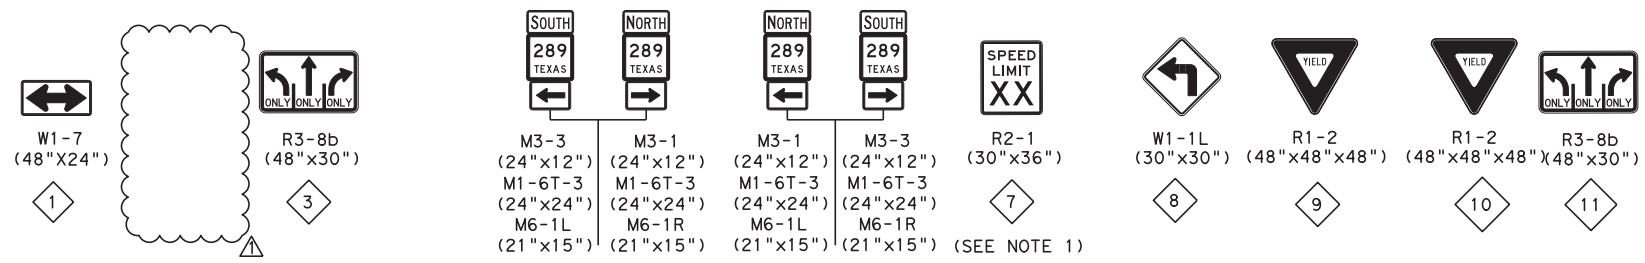 W1-7
(48"X24")
1
1
ONLY ONLY ONLY
R3-8b
(48"x30")
3
SOUTH
289
TEXAS
M3-3
(24"x12")
M1-6T-3
(24"x24")
M6-1L
(21"x15")
NORTH
289
TEXAS
M3-1
(24"x12")
M1-6T-3
(24"x24")
M6-1R
(21"x15")
NORTH
289
TEXAS
M3-1
(24"x12")
M1-6T-3
(24"x24")
M6-1L
(21"x15")
SOUTH
289
TEXAS
M3-3
(24"x12")
M1-6T-3
(24"x24")
M6-1R
(21"x15")
SPEED
LIMIT
XX
R2-1
(30"x36")
7
(SEE NOTE 1)
W1-1L
(30"x30")
8
YIELD
R1-2
(48"x48"x48")
9
YIELD
R1-2
(48"x48"x48")
10
ONLY ONLY ONLY
R3-8b
(48"x30")
11